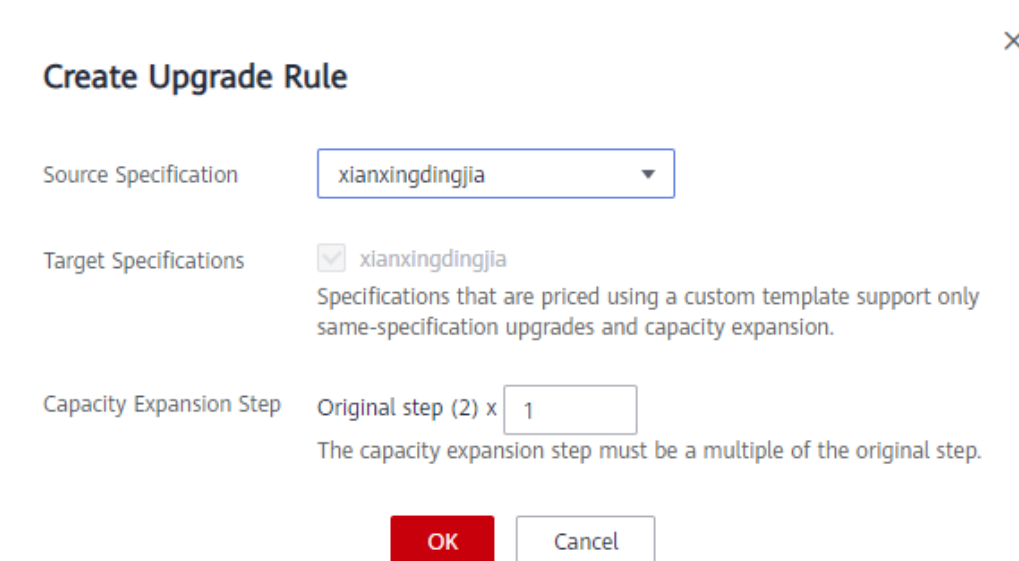 Create Upgrade Rule
Source Specification
xianxingdingjia
Target Specifications
xianxingdingjia
Specifications that are priced using a custom template support only
same-specification upgrades and capacity expansion.
Capacity Expansion Step
Original step (2) x 1
The capacity expansion step must be a multiple of the original step.
OK
Cancel